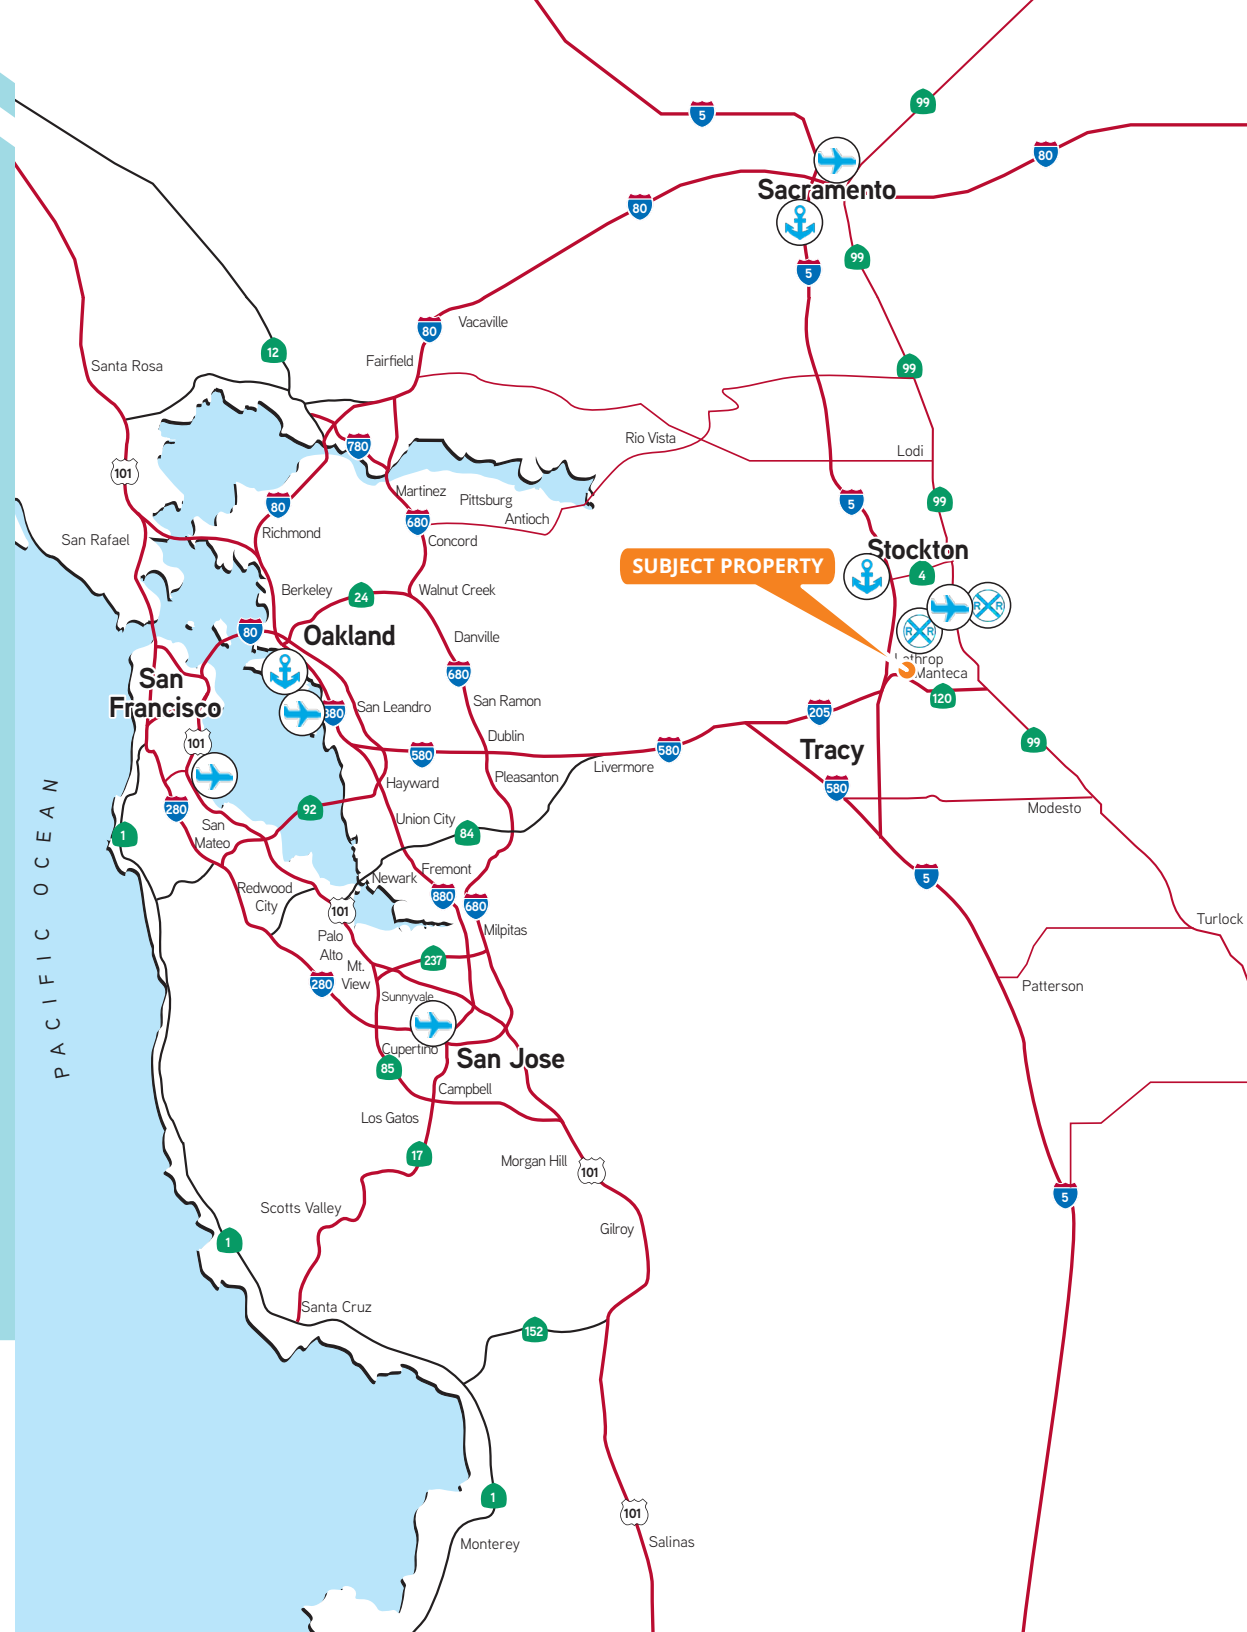 5
99
80
Sacramento
80
99
5
80
Vacaville
12
Fairfield
Santa Rosa
99
Rio Vista
780
Lodi
101
Martinez
Pittsburg
80
5
99
Antioch
680
Richmond
San Rafael
Concord
Stockton
SUBJECT PROPERTY
4
Berkeley
24
Walnut Creek
R R
80
Oakland
Danville
R R
Lathrop
680
Manteca
San
Francisco
San Ramon
120
880
San Leandro
205
Dublin
101
580
580
Tracy
99
Livermore
Pleasanton
Hayward
580
280
92
Modesto
Union City
1
84
San
Mateo
Fremont
Newark
5
Redwood
City
880
680
101
Turlock
Milpitas
Palo
Alto
237
Mt.
View
280
Patterson
Sunnyvale
PACIFIC OCEAN
Cupertino
San Jose
85
Campbell
Los Gatos
17
Morgan Hill
101
5
Scotts Valley
Gilroy
1
Santa Cruz
152
1
101
Monterey
Salinas